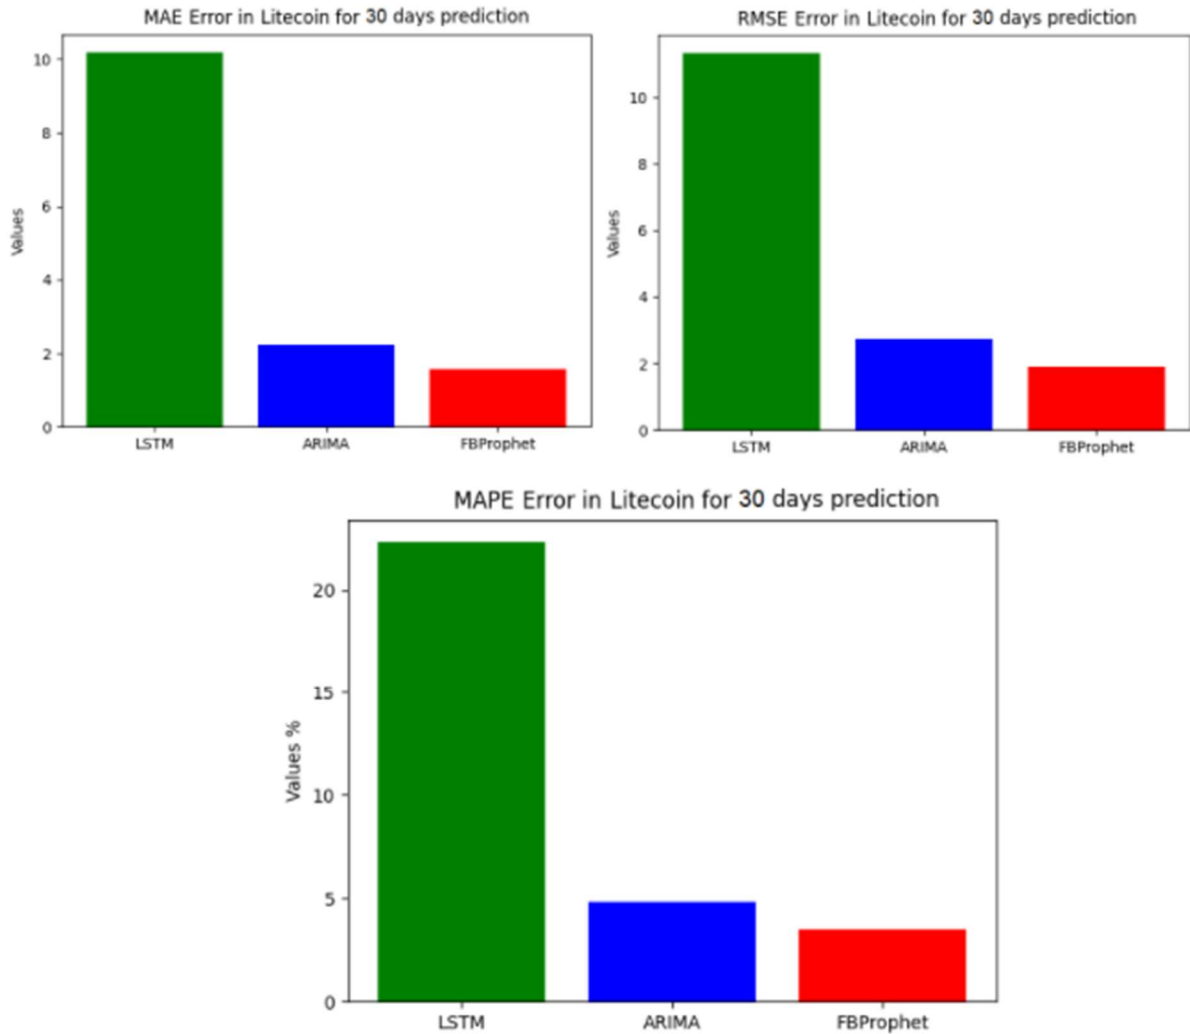 MAE Error in Litecoin for 30 days prediction
Values
10
8
6
4
2
0
LSTM ARIMA FBProphet
RMSE Error in Litecoin for 30 days prediction
Values
10
8
6
4
2
0
LSTM ARIMA FBProphet
MAPE Error in Litecoin for 30 days prediction
Values %
20
15
10
5
0
LSTM ARIMA FBProphet